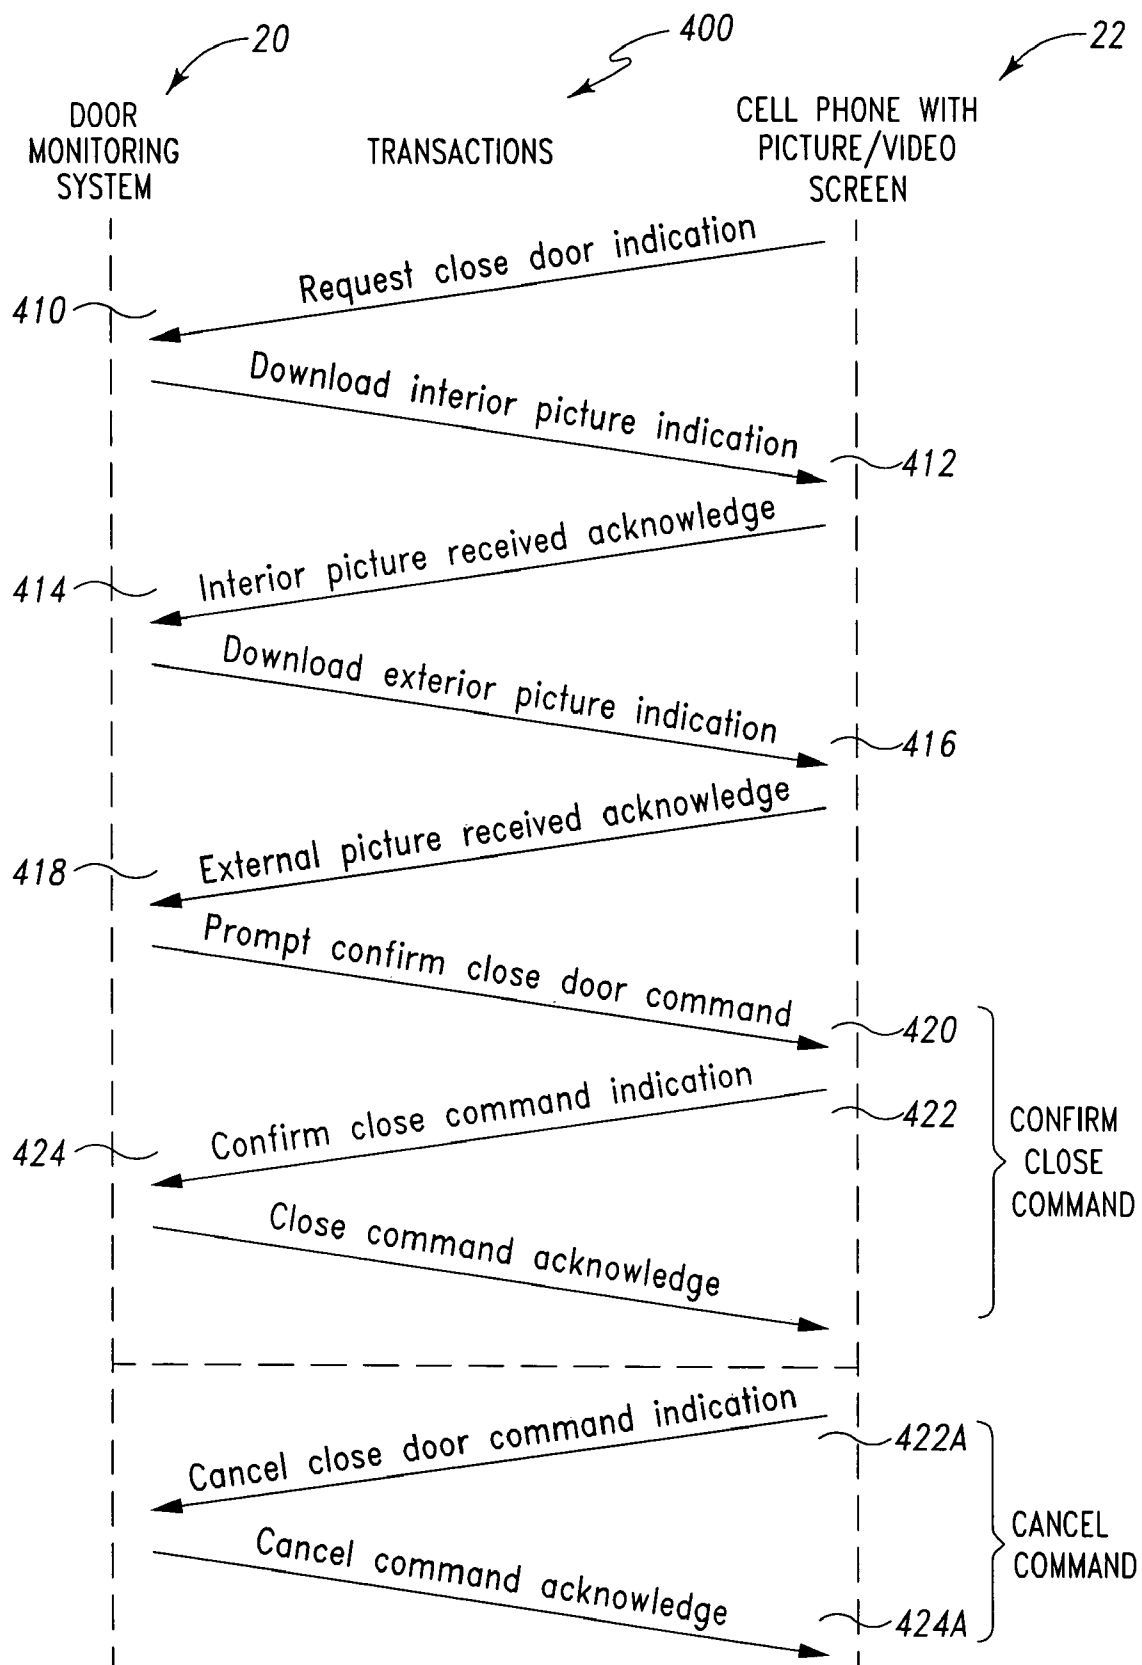 20
400
22
DOOR
MONITORING
SYSTEM
TRANSACTIONS
CELL PHONE WITH
PICTURE/VIDEO
SCREEN
Request close door indication
410
Download interior picture indication
412
Interior picture received acknowledge
414
Download exterior picture indication
416
External picture received acknowledge
418
Prompt confirm close door command
420
Confirm close command indication
422
424
CONFIRM
CLOSE
COMMAND
Close command acknowledge
Cancel close door command indication
422A
Cancel command acknowledge
424A
CANCEL
COMMAND